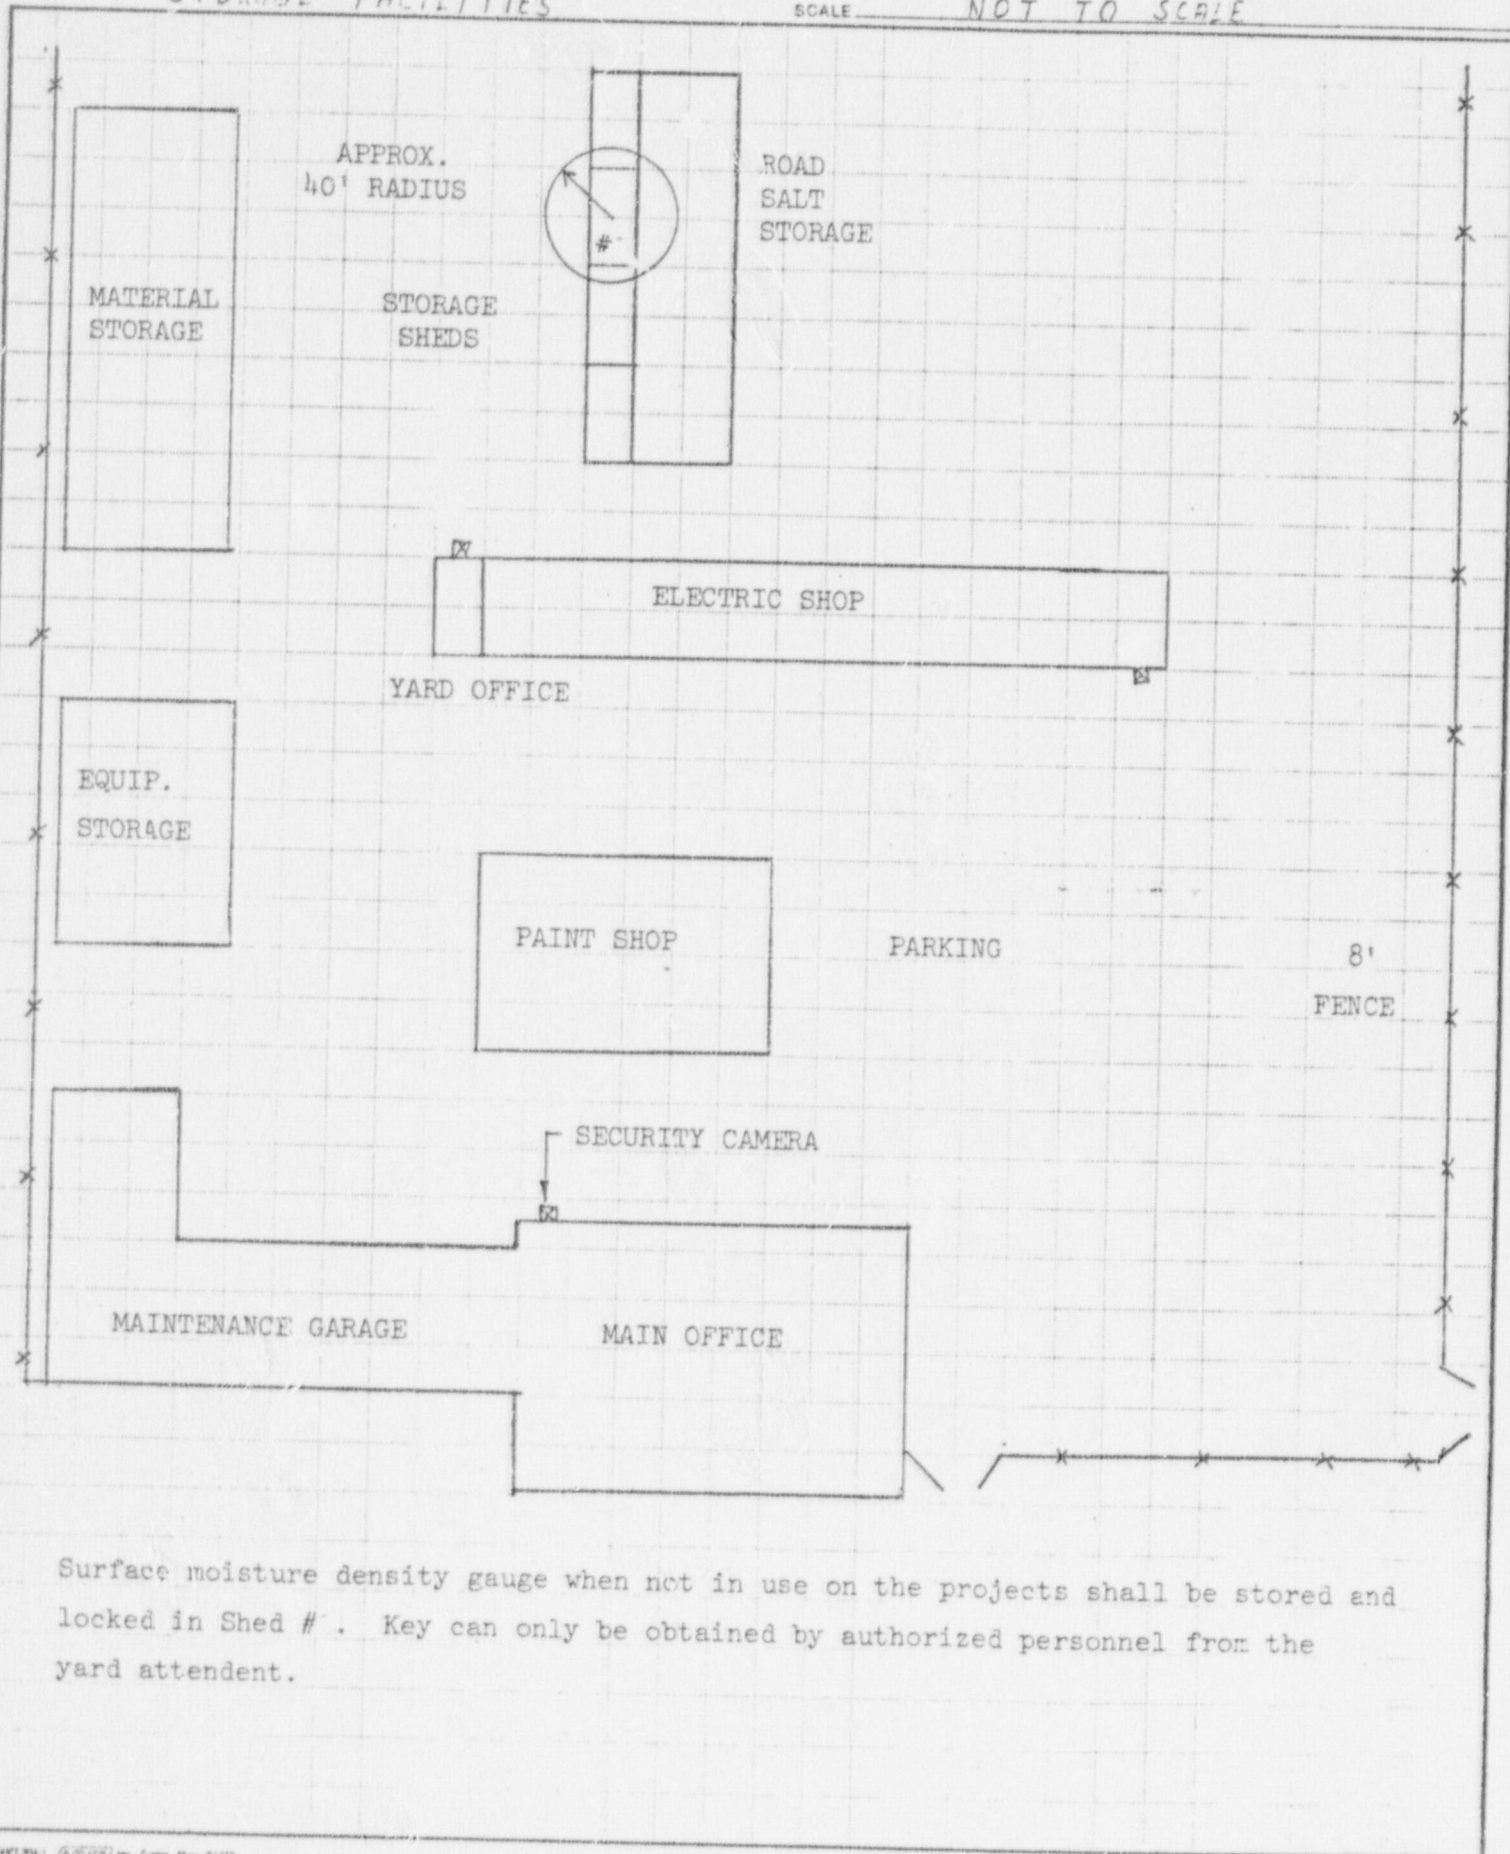 STORAGE FACILITIES
SCALE NOT TO SCALE
APPROX.
40' RADIUS
ROAD
SALT
STORAGE
#
MATERIAL
STORAGE
STORAGE
SHEDS
ELECTRIC SHOP
YARD OFFICE
EQUIP.
STORAGE
PAINT SHOP
PARKING
8'
FENCE
SECURITY CAMERA
MAINTENANCE GARAGE
MAIN OFFICE
Surface moisture density gauge when not in use on the projects shall be stored and
locked in Shed # . Key can only be obtained by authorized personnel from the
yard attendent.